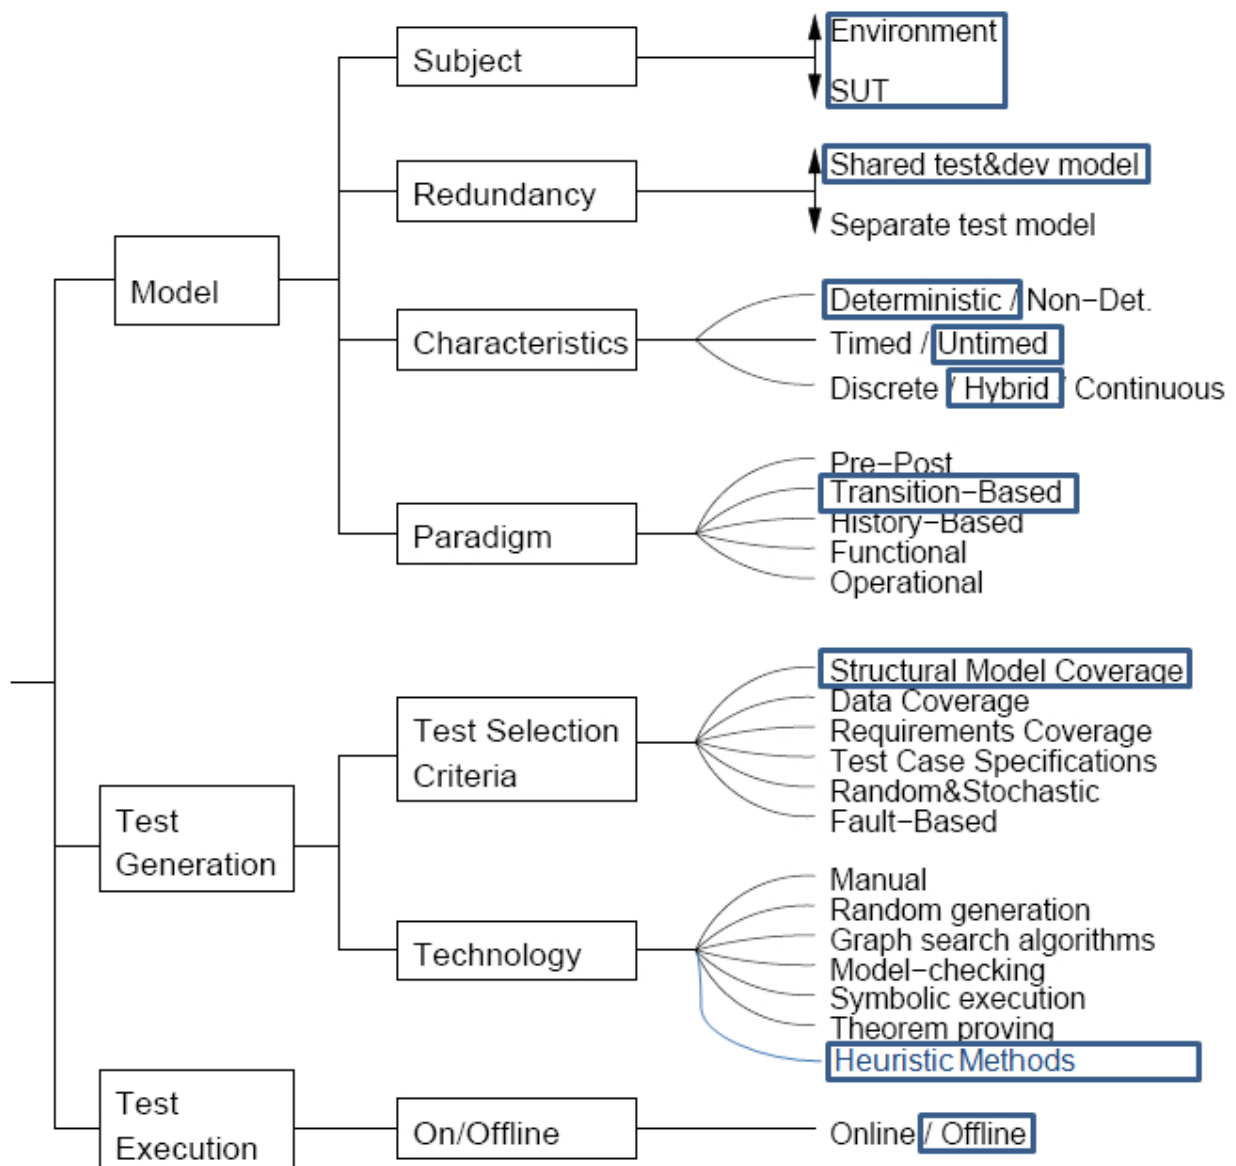 Subject
Environment
SUT
Redundancy
Shared test&dev model
Separate test model
Model
Characteristics
Deterministic / Non-Det.
Timed / Untimed
Discrete / Hybrid / Continuous
Paradigm
Pre-Post
Transition-Based
History-Based
Functional
Operational
Test
Generation
Test Selection
Criteria
Structural Model Coverage
Data Coverage
Requirements Coverage
Test Case Specifications
Random&Stochastic
Fault-Based
Technology
Manual
Random generation
Graph search algorithms
Model-checking
Symbolic execution
Theorem proving
Heuristic Methods
Test
Execution
On/Offline
Online / Offline